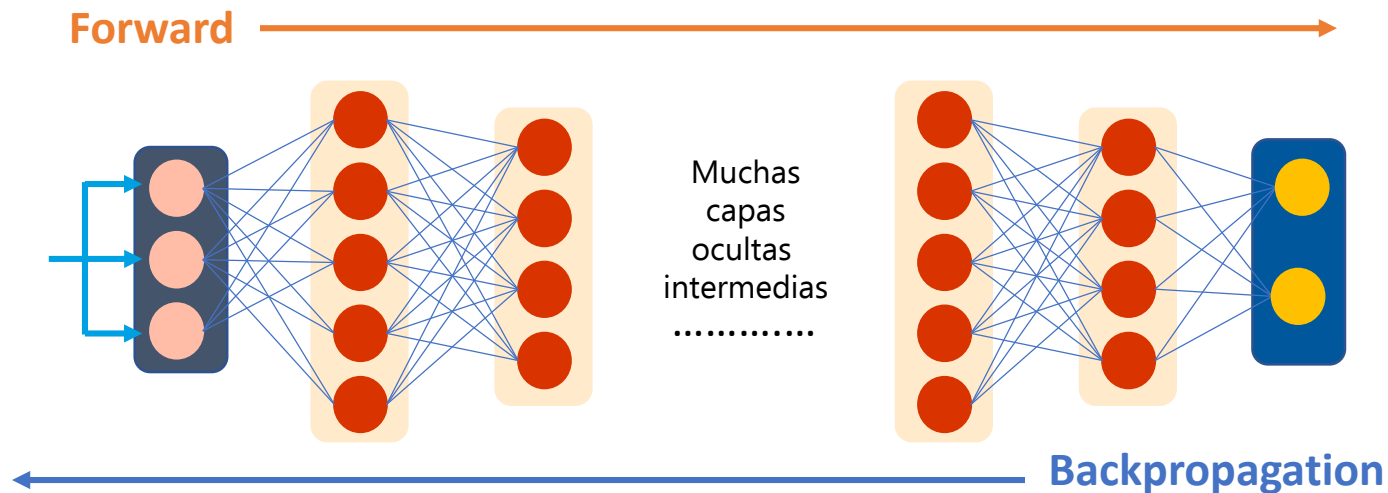 Forward
Muchas
capas
ocultas
intermedias
………….
Backpropagation